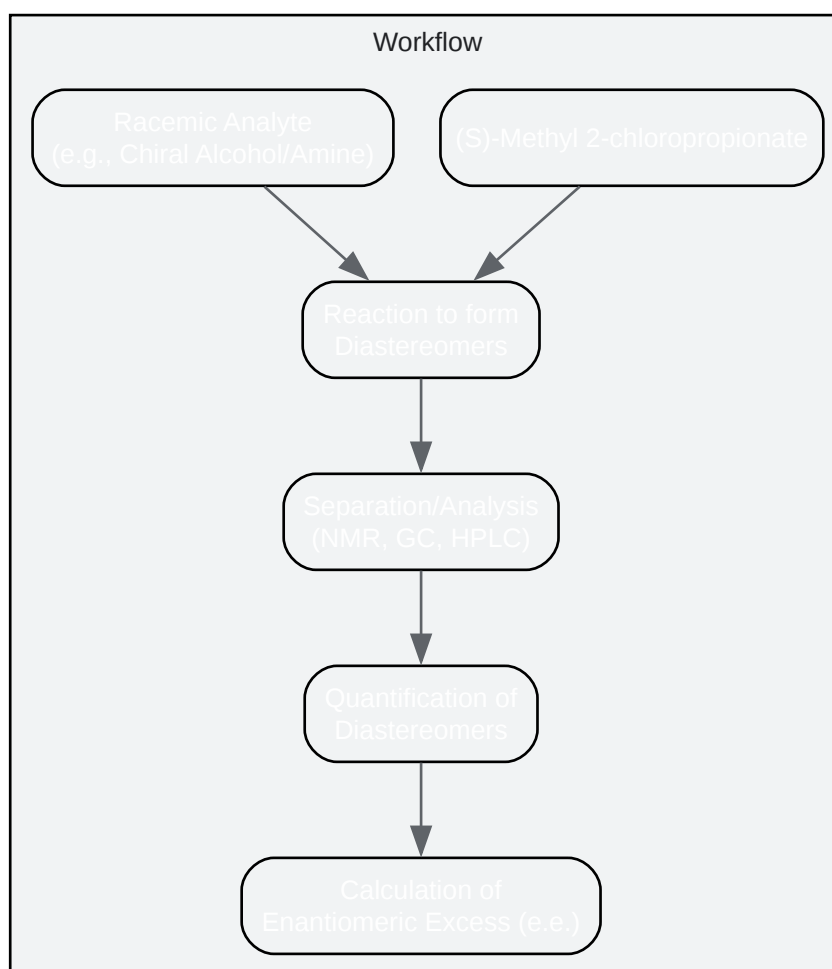 Workflow
Racemic Analyte
(e.g., Chiral Alcohol/Amine)
(S)-Methyl 2-chloropropionate
Reaction to form
Diastereomers
Separation/Analysis
(NMR, GC, HPLC)
Quantification of
Diastereomers
Calculation of
Enantiomeric Excess (e.e.)